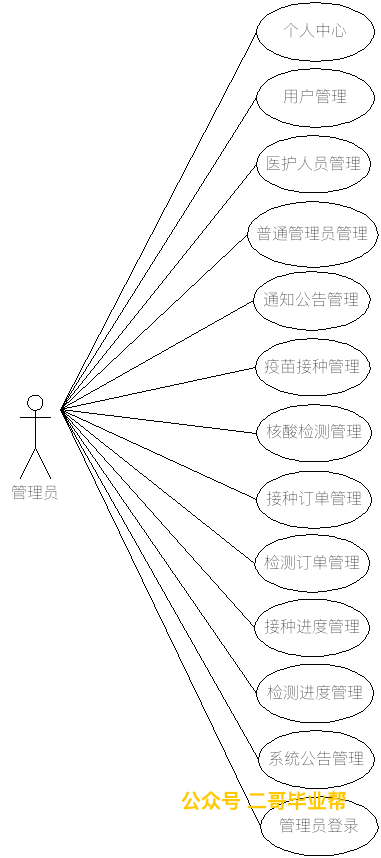 个人中心
用户管理
医护人员管理
普通管理员管理
通知公告管理
疫苗接种管理
核酸检测管理
管理员
接种订单管理
检测订单管理
接种进度管理
检测进度管理
系统公告管理
公众号 二哥毕业帮
管理员登录